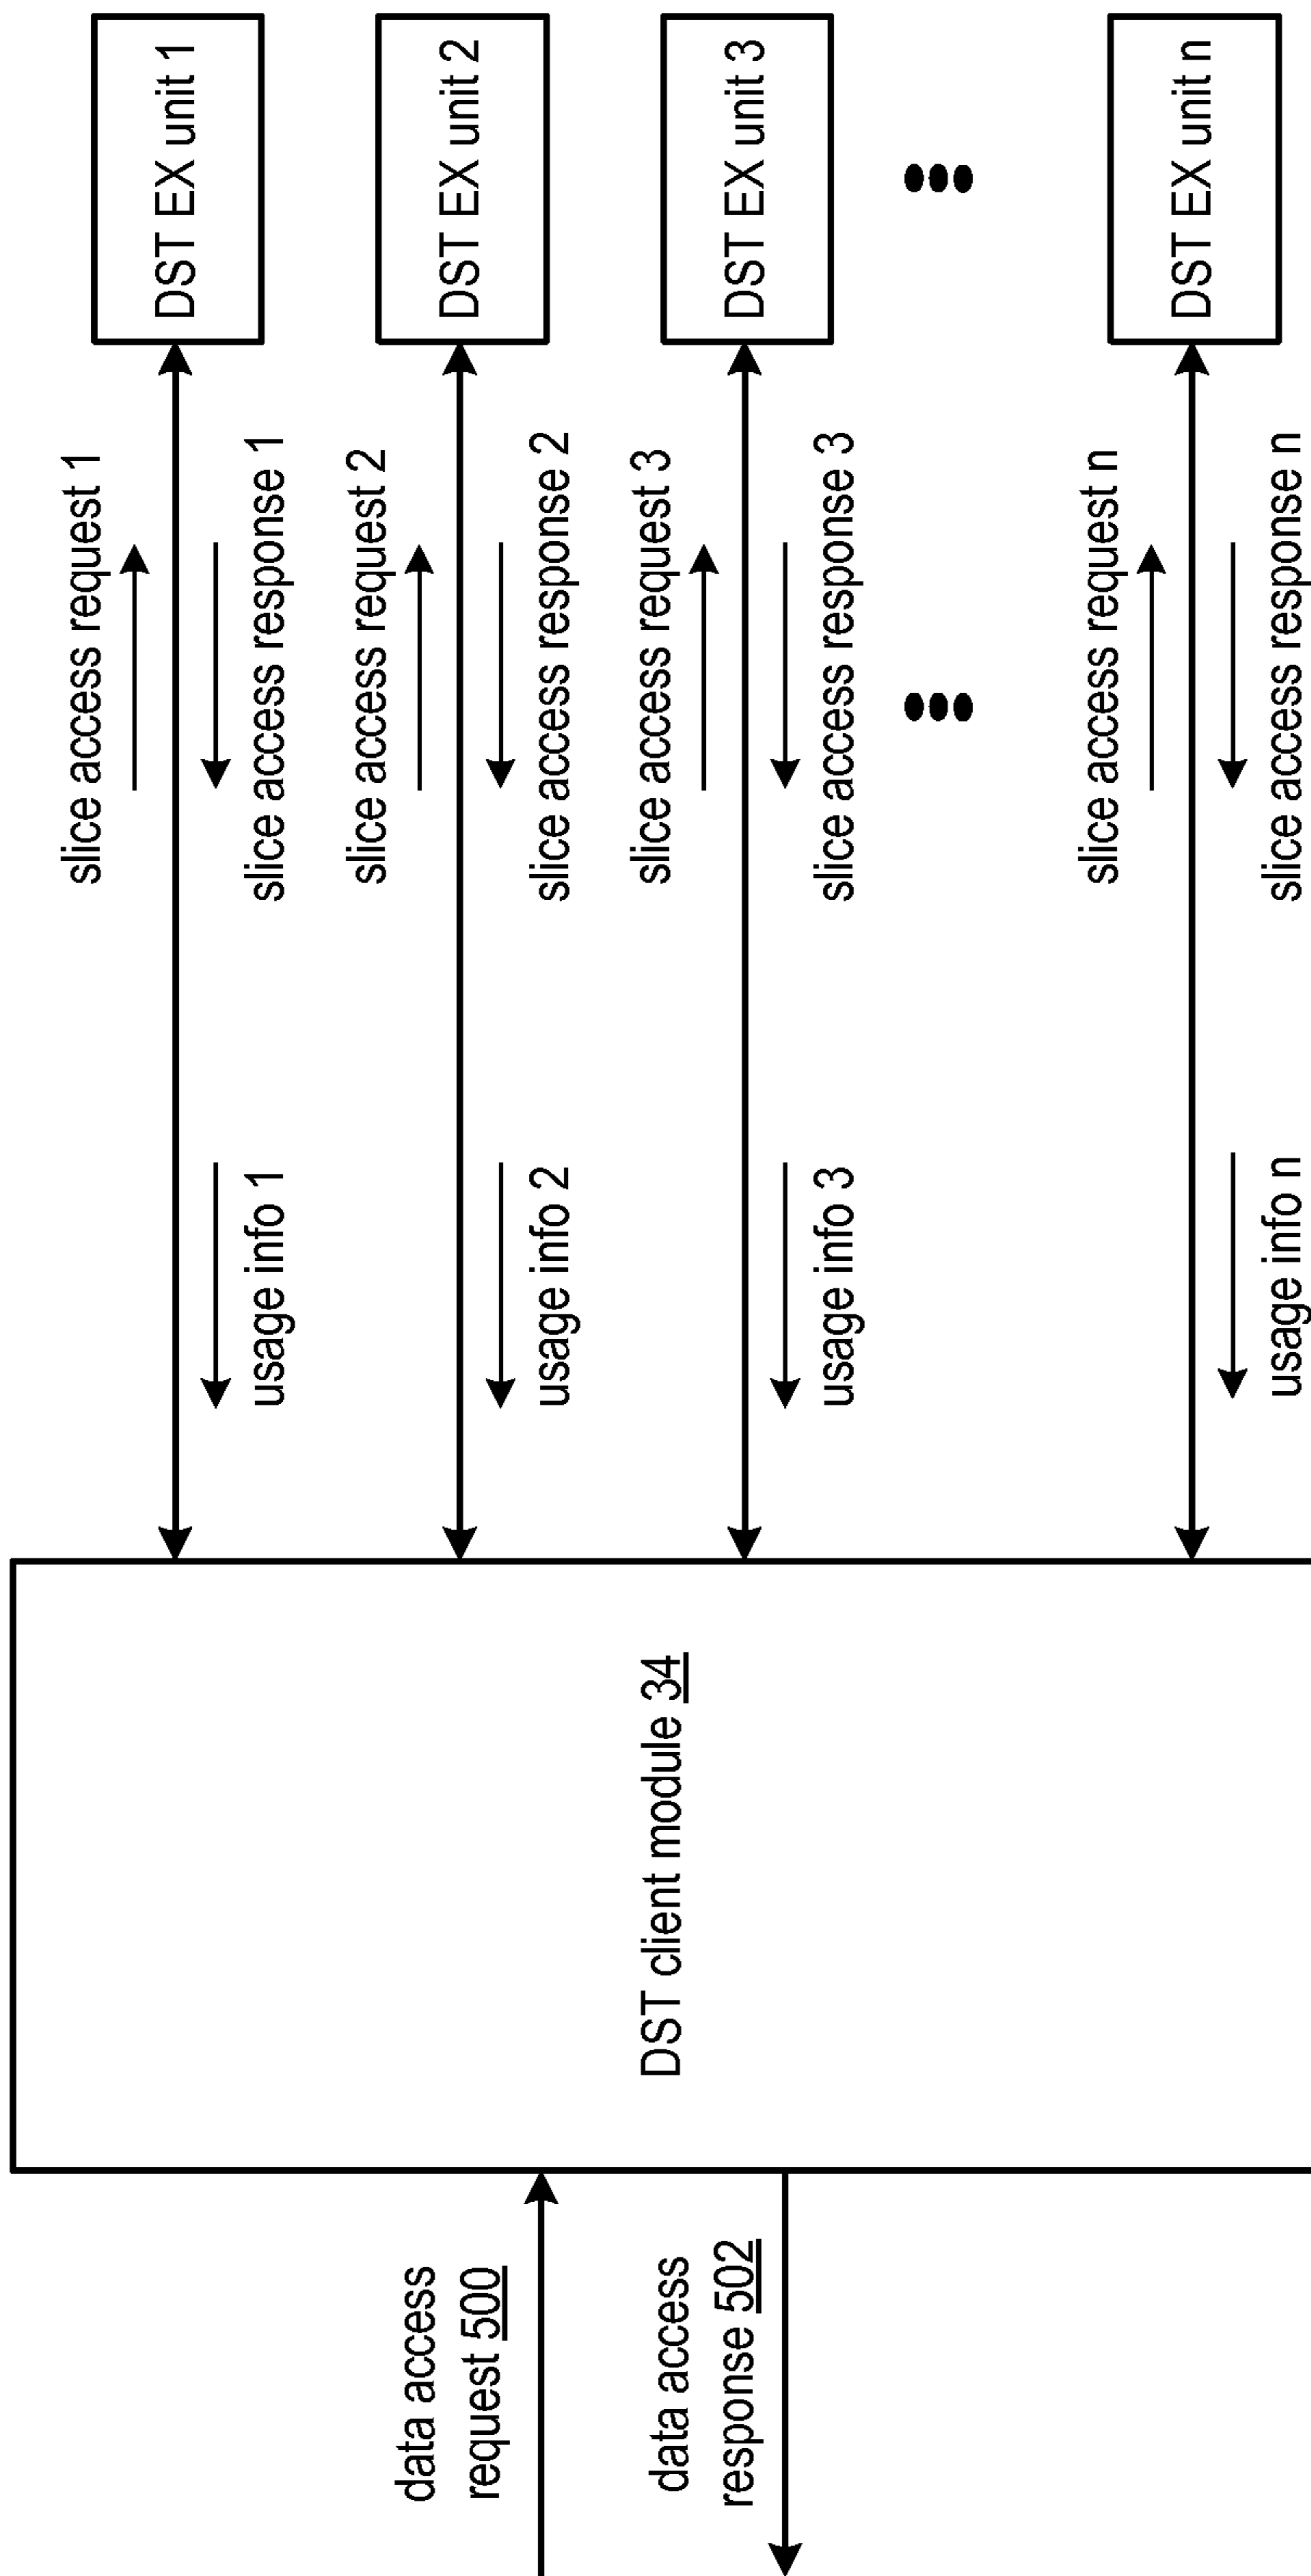 data access
request 500
data access
response 502
DST client module 34
slice access request 1
usage info 1
slice access response 1
DST EX unit 1
slice access request 2
usage info 2
slice access response 2
DST EX unit 2
slice access request 3
usage info 3
slice access response 3
DST EX unit 3
slice access request n
usage info n
slice access response n
DST EX unit n